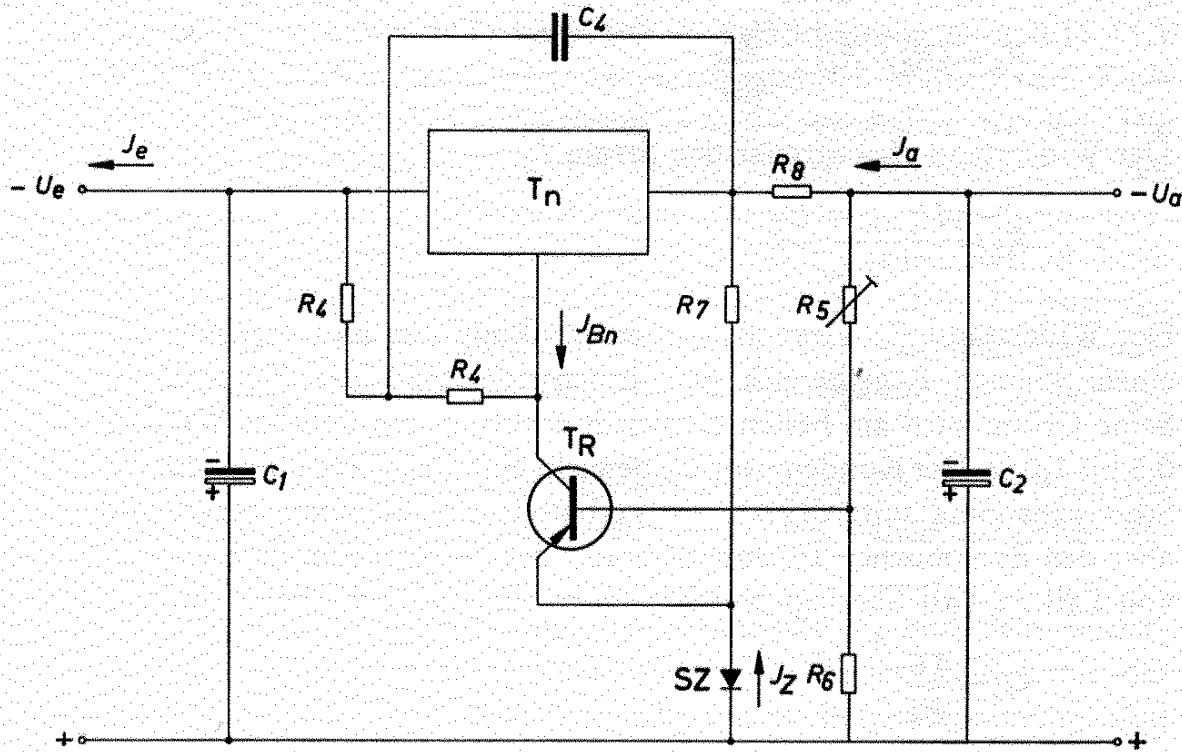 C4
Je
Ja
R8
- Ue
Tn
- Ua
R4
R7
R5
JBn
R4
TR
-
+
C1
-
+
C2
SZ
JZ
R6
+
+